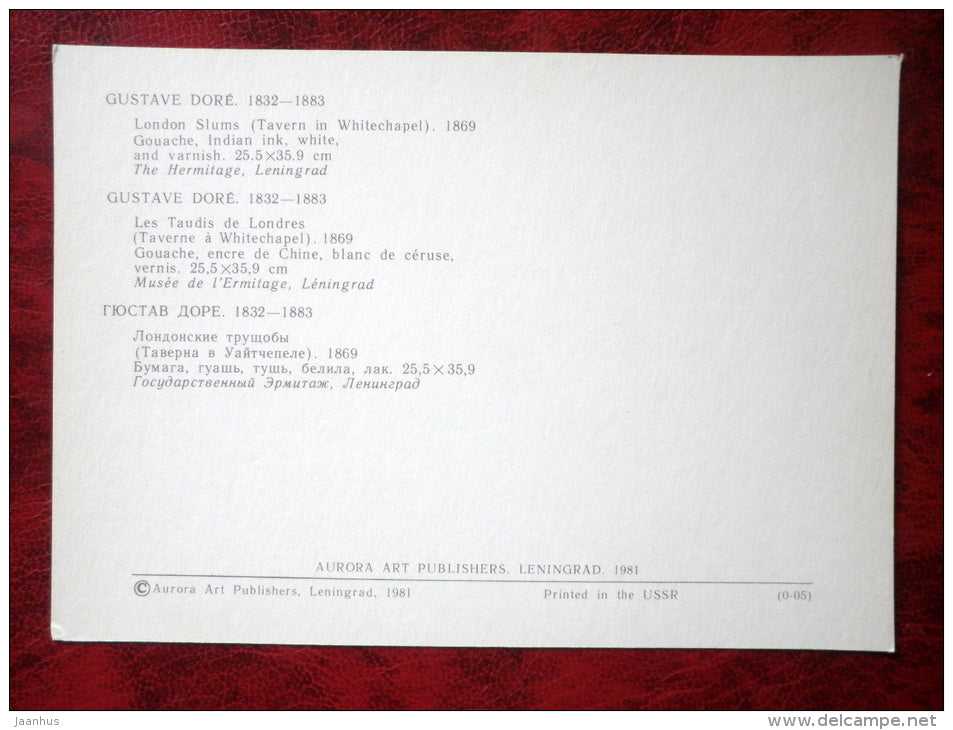 GUSTAVE DORÉ. 1832—1883
London Slums (Tavern in Whitechapel). 1869
Gouache, Indian ink, white,
and varnish. 25.5×35.9 cm
The Hermitage, Leningrad
GUSTAVE DORÉ. 1832—1883
Les Taudis de Londres
(Taverne à Whitechapel). 1869
Gouache, encre de Chine, blanc de céruse,
vernis. 25,5×35,9 cm
Musée de l'Ermitage, Léningrad
ГЮСТАВ ДОРЕ. 1832—1883
Лондонские трущобы
(Таверна в Уайтчепеле). 1869
Бумага, гуашь, тушь, белила, лак. 25,5×35,9
Государственный Эрмитаж, Ленинград
AURORA ART PUBLISHERS. LENINGRAD. 1981
©Aurora Art Publishers, Leningrad, 1981 Printed in the USSR (0-05)
jaanhus
www.delcampe.net